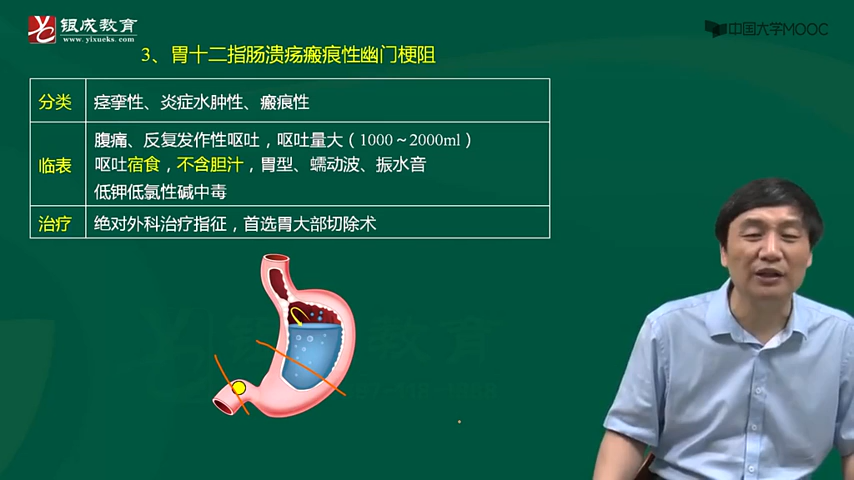 银成教育
www.yixueks.com
中国大学MOOC
3、胃十二指肠溃疡瘢痕性幽门梗阻
分类
痉挛性、炎症水肿性、瘢痕性
临表
腹痛、反复发作性呕吐，呕吐量大（1000～2000ml）
呕吐宿食，不含胆汁，胃型、蠕动波、振水音
低钾低氯性碱中毒
治疗
绝对外科治疗指征，首选胃大部切除术
银成教育